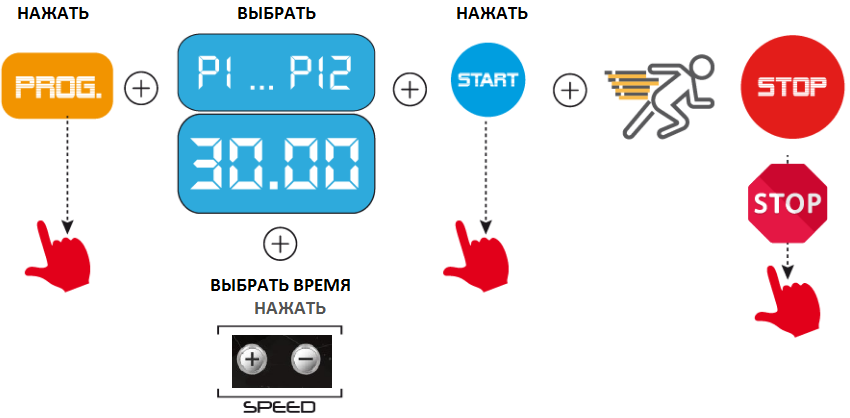 НАЖАТЬ
ВЫБРАТЬ
НАЖАТЬ
PROG.
P1 ... P12
START
STOP
30.00
STOP
ВЫБРАТЬ ВРЕМЯ
НАЖАТЬ
SPEED